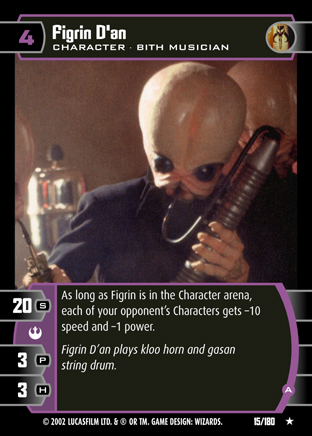 4
Figrin D'an
CHARACTER · BITH MUSICIAN
20 S
As long as Figrin is in the Character arena,
each of your opponent's Characters gets –10
speed and –1 power.
3 P
Figrin D'an plays kloo horn and gasan
string drum.
3 H
A
© 2002 LUCASFILM LTD. & ® OR TM. GAME DESIGN: WIZARDS.
15/180 ★